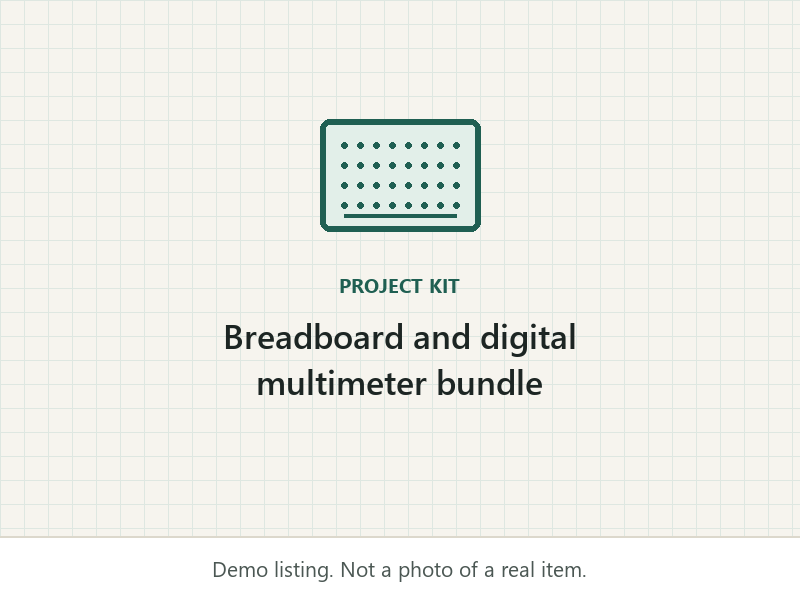 PROJECT KIT
Breadboard and digital
multimeter bundle
Demo listing. Not a photo of a real item.